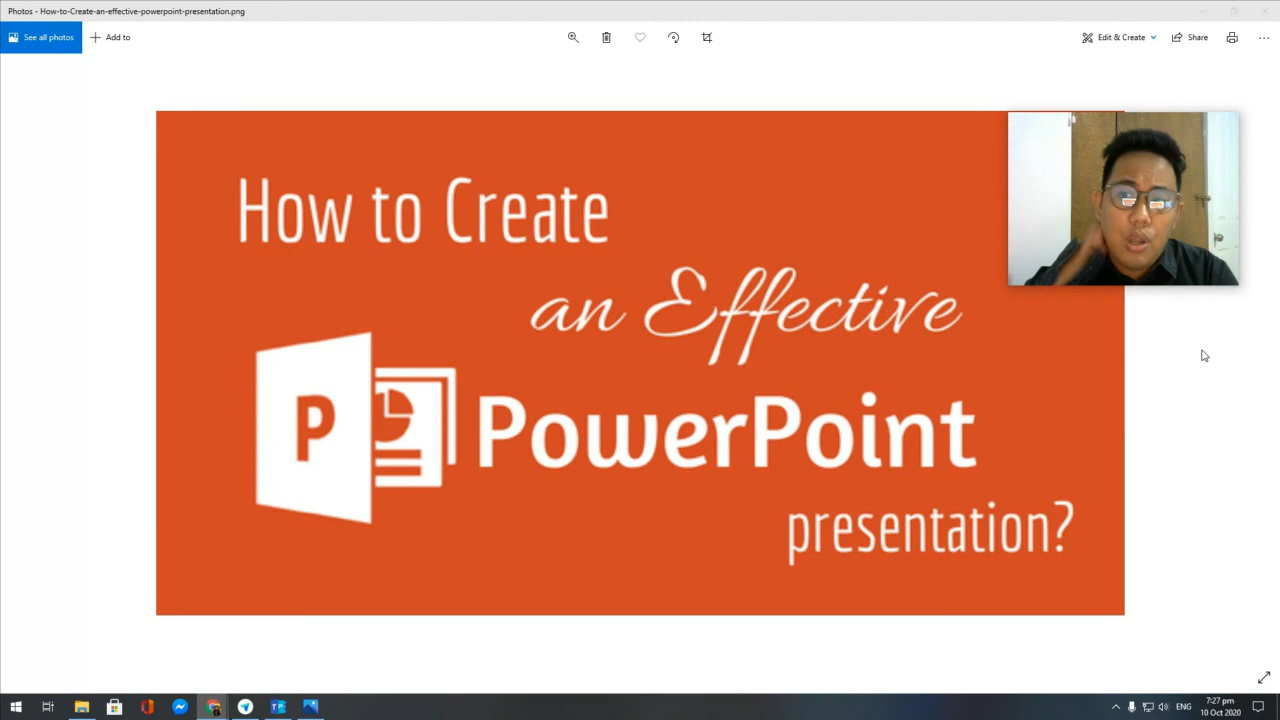 Photos - How-to-Create-an-effective-powerpoint-presentation.png
See all photos
Add to
Edit & Create
Share
How to Create
an Effective
P
PowerPoint
presentation?
ENG
7:27 pm
10 Oct 2020